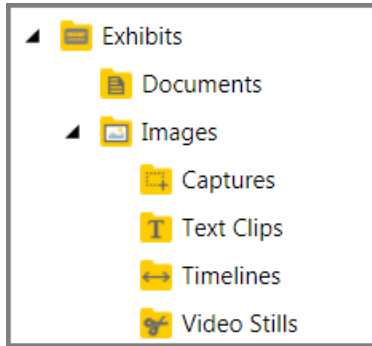 Exhibits
Documents
Images
Captures
Text Clips
Timelines
Video Stills